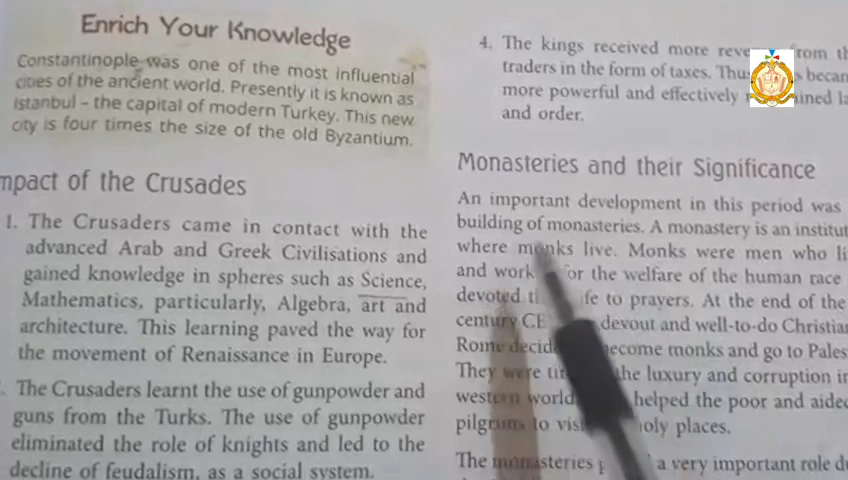 Enrich Your Knowledge
Constantinople was one of the most influential
cities of the ancient world. Presently it is known as
Istanbul – the capital of modern Turkey. This new
city is four times the size of the old Byzantium.
mpact of the Crusades
1. The Crusaders came in contact with the
advanced Arab and Greek Civilisations and
gained knowledge in spheres such as Science,
Mathematics, particularly, Algebra, art and
architecture. This learning paved the way for
the movement of Renaissance in Europe.
The Crusaders learnt the use of gunpowder and
guns from the Turks. The use of gunpowder
eliminated the role of knights and led to the
decline of feudalism, as a social system.
4. The kings received more reve from th
traders in the form of taxes. Thu s becam
more powerful and effectively ined la
and order.
Monasteries and their Significance
An important development in this period was
building of monasteries. A monastery is an institut
where monks live. Monks were men who li
and work for the welfare of the human race
devoted fe to prayers. At the end of the
century CE devout and well-to-do Christian
Rome decid ecome monks and go to Pales
They were the luxury and corruption in
western world helped the poor and aided
pilgrims to visi oly places.
The monasteries p a very important role du